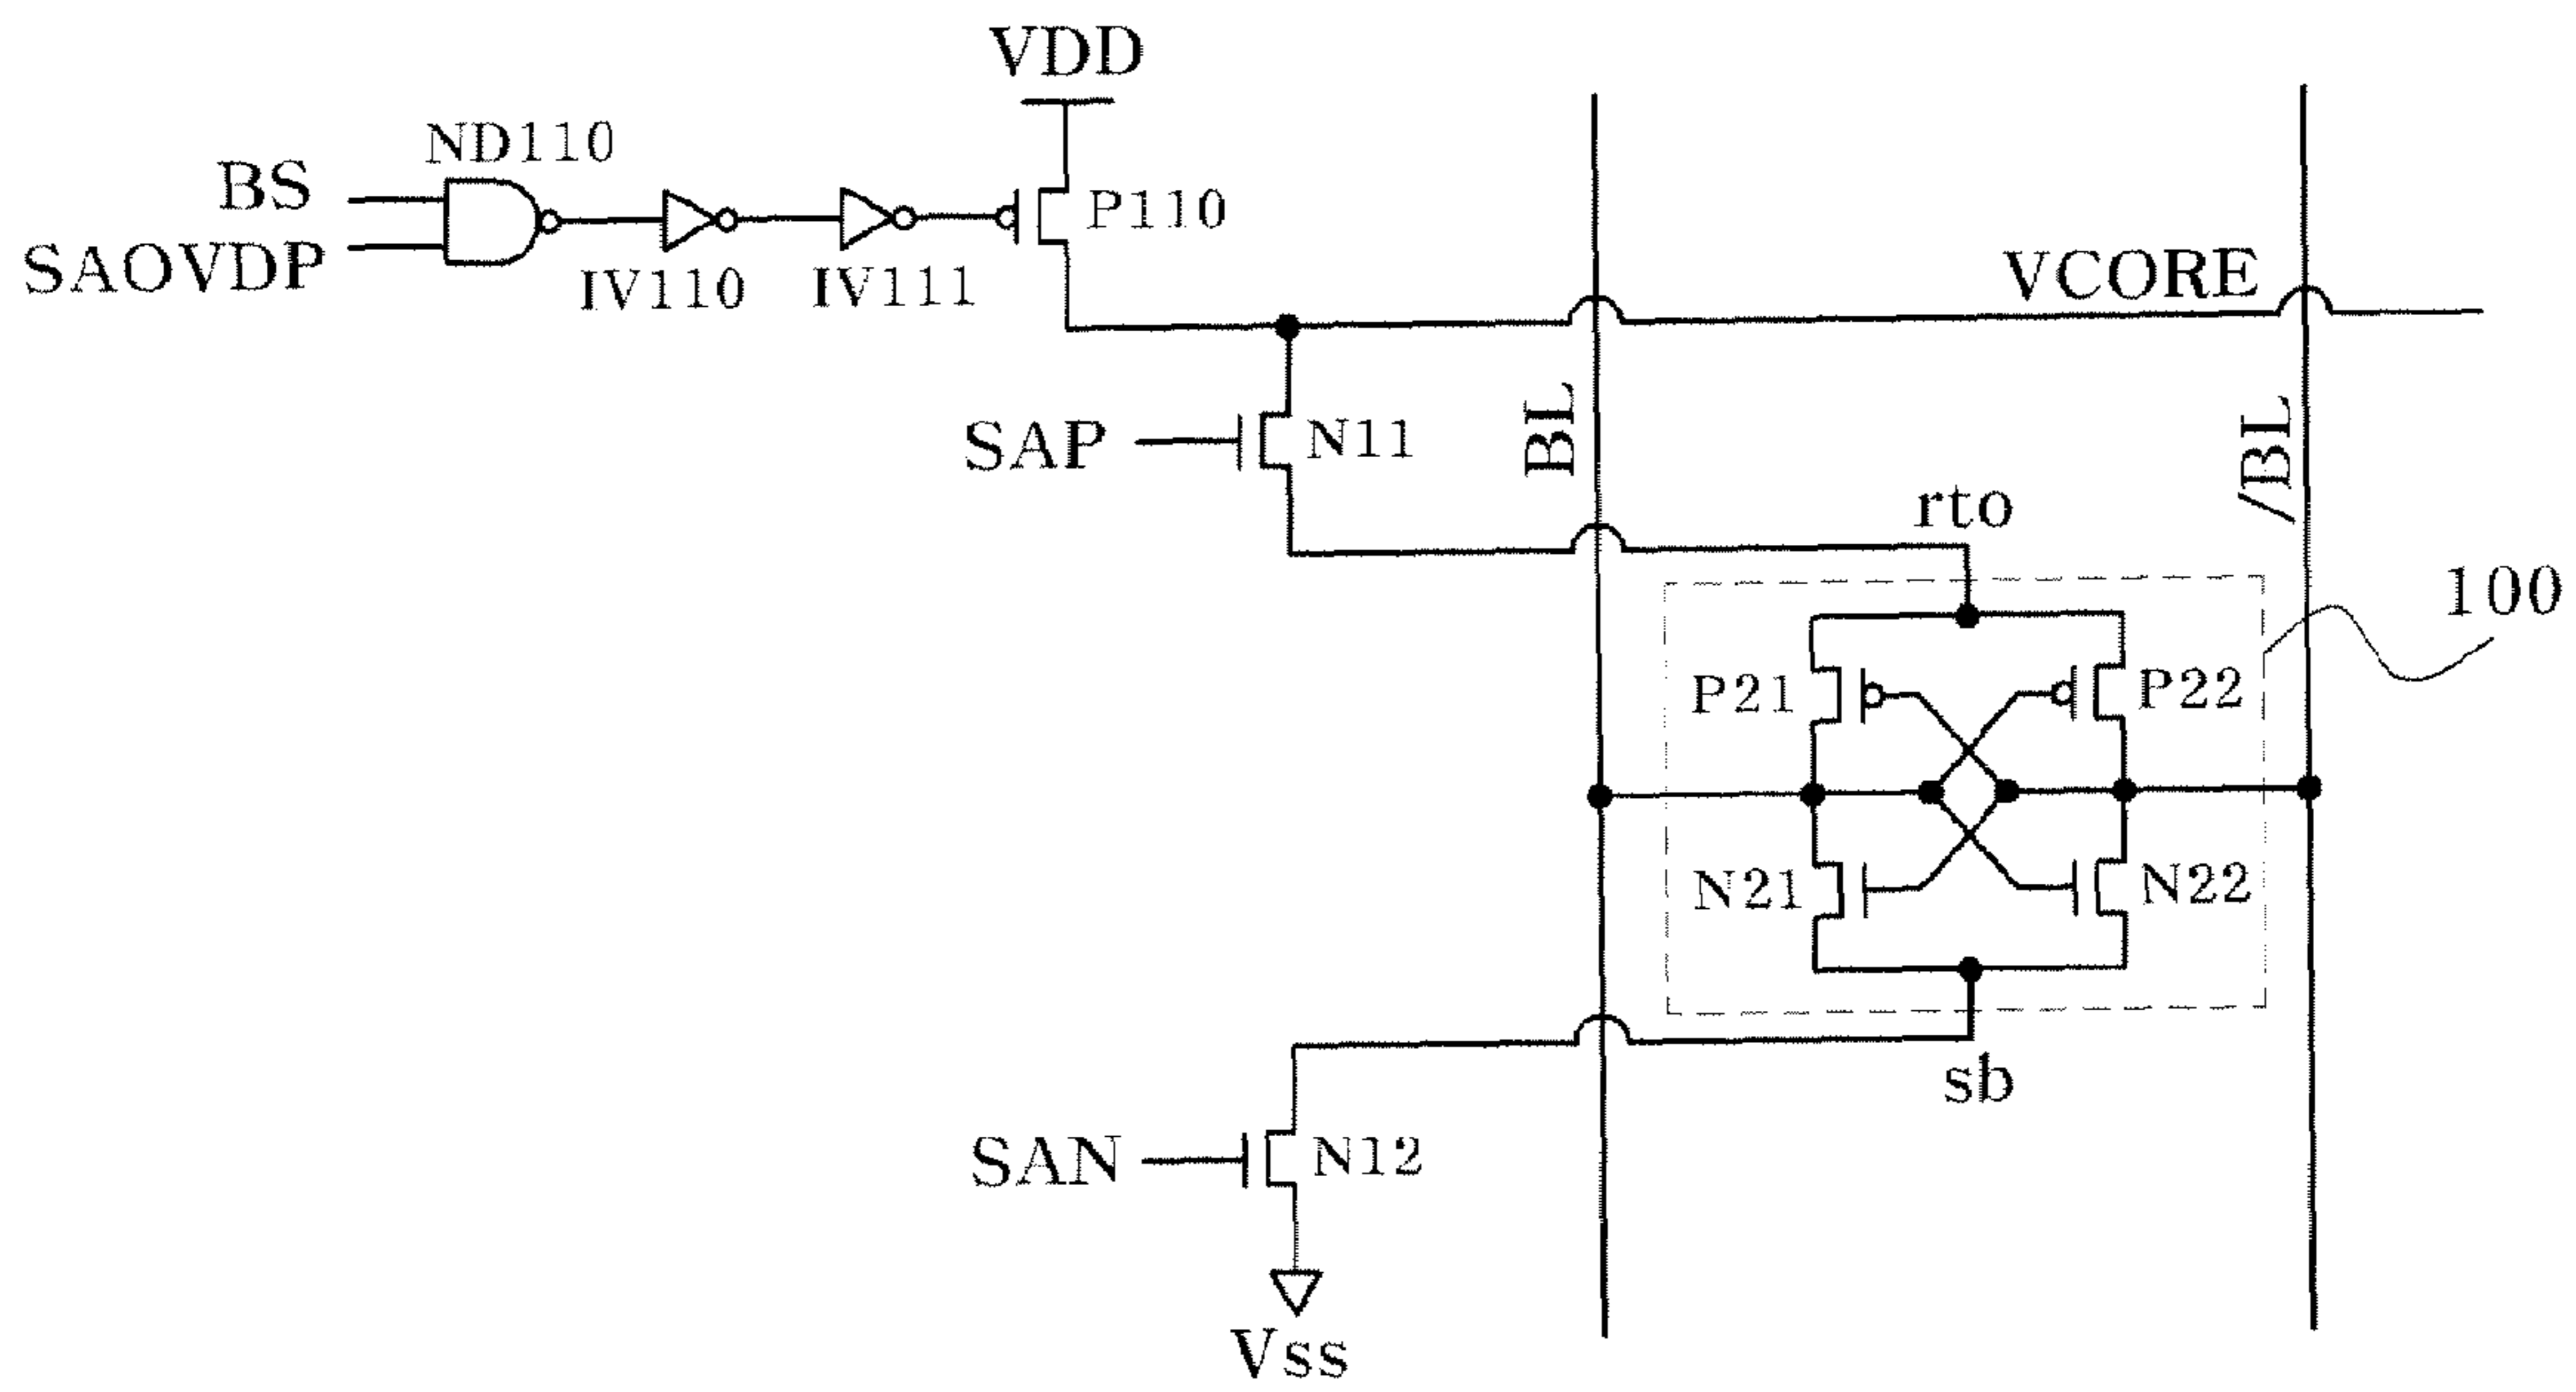 VDD
ND110
BS
SAOVDP
IV110
IV111
P110
VCORE
SAP
N11
BL
/BL
rto
100
P21
P22
N21
N22
sb
SAN
N12
Vss